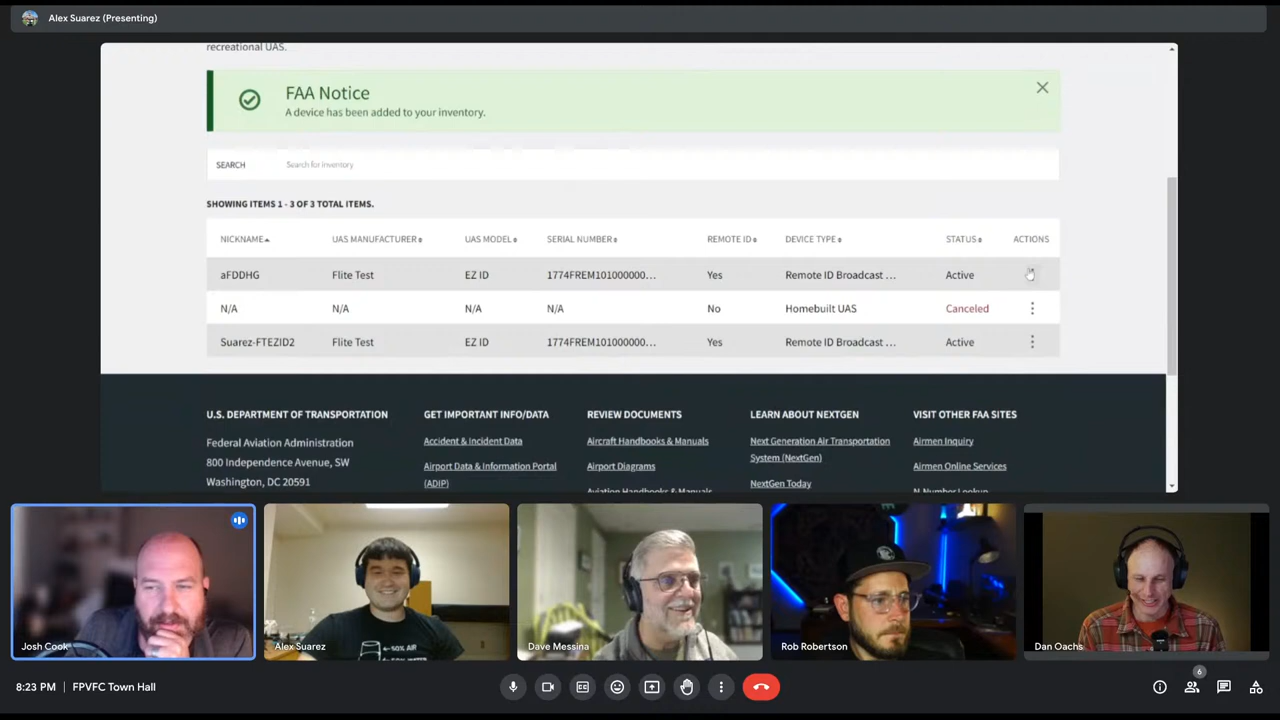 Alex Suarez (Presenting)
recreational UAS.
FAA Notice
A device has been added to your inventory.
SEARCH Search for inventory
SHOWING ITEMS 1 - 3 OF 3 TOTAL ITEMS.
NICKNAME UAS MANUFACTURER UAS MODEL SERIAL NUMBER REMOTE ID DEVICE TYPE STATUS ACTIONS
aFDDHG Flite Test EZ ID 1774FREM101000000... Yes Remote ID Broadcast ... Active
N/A N/A N/A N/A No Homebuilt UAS Canceled
Suarez-FTEZID2 Flite Test EZ ID 1774FREM101000000... Yes Remote ID Broadcast ... Active
U.S. DEPARTMENT OF TRANSPORTATION
Federal Aviation Administration
800 Independence Avenue, SW
Washington, DC 20591
GET IMPORTANT INFO/DATA
Accident & Incident Data
Airport Data & Information Portal
(ADIP)
REVIEW DOCUMENTS
Aircraft Handbooks & Manuals
Airport Diagrams
Aviation Handbooks & Manuals
LEARN ABOUT NEXTGEN
Next Generation Air Transportation
System (NextGen)
NextGen Today
VISIT OTHER FAA SITES
Airmen Inquiry
Airmen Online Services
N-Number Lookup
Josh Cook
Alex Suarez
Dave Messina
Rob Robertson
Dan Oachs
8:23 PM | FPVFC Town Hall
6